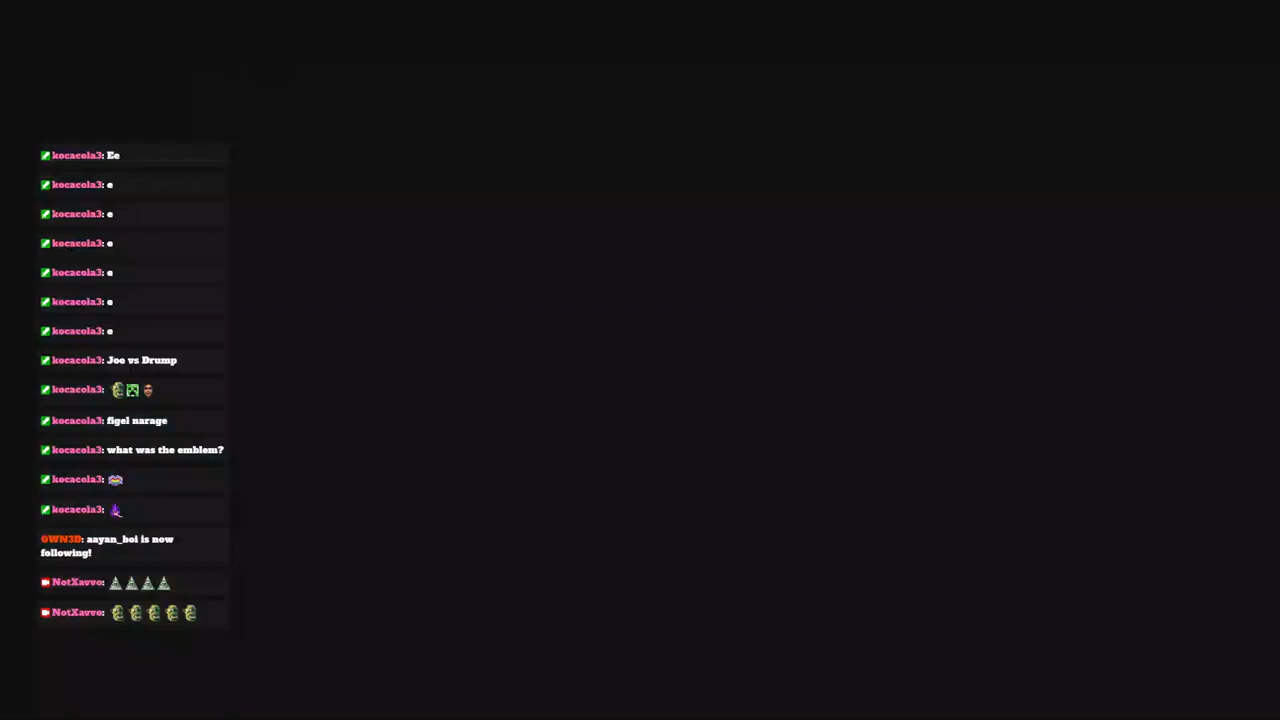 kocacola3: Ee
kocacola3: e
kocacola3: e
kocacola3: e
kocacola3: e
kocacola3: e
kocacola3: e
kocacola3: Joe vs Drump
kocacola3:
kocacola3: figel narage
kocacola3: what was the emblem?
kocacola3:
kocacola3:
OWN3D: aayan_boi is now
following!
NotXavvo:
NotXavvo: